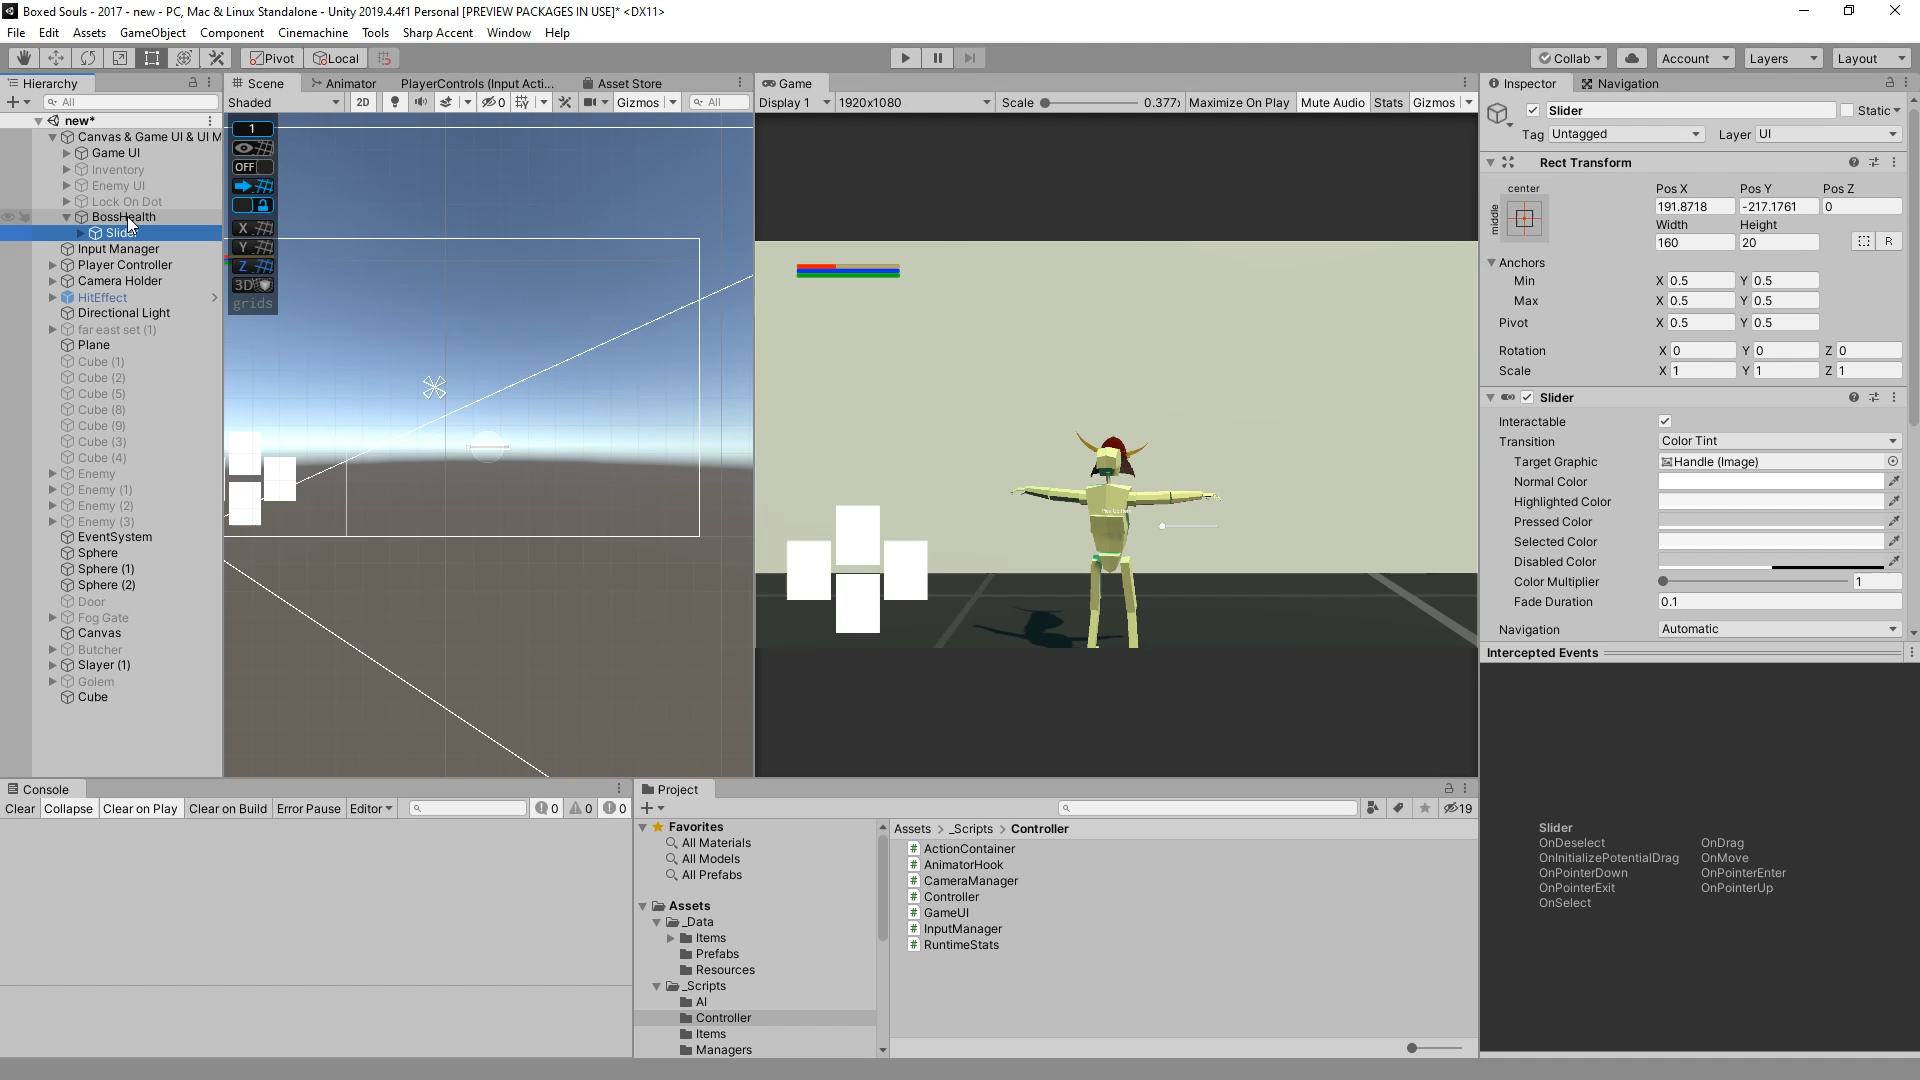 Boxed Souls - 2017 - new - PC, Mac & Linux Standalone - Unity 2019.4.4f1 Personal [PREVIEW PACKAGES IN USE]* <DX11>
File Edit Assets GameObject Component Cinemachine Tools Sharp Accent Window Help
Pivot Local Collab Account Layers Layout
Hierarchy Scene Animator PlayerControls (Input Acti... Asset Store Game Inspector Navigation
All Shaded 2D 0 Gizmos All Display 1 1920x1080 Scale 0.377x Maximize On Play Mute Audio Stats Gizmos
Slider Static
Tag Untagged Layer UI
new*
Canvas & Game UI & UI M
Game UI
Inventory
Enemy UI
Lock On Dot
BossHealth
Input Manager
Player Controller
Camera Holder
HitEffect
Directional Light
far east set (1)
Plane
Cube (1)
Cube (2)
Cube (5)
Cube (8)
Cube (9)
Cube (3)
Cube (4)
Enemy
Enemy (1)
Enemy (2)
Enemy (3)
EventSystem
Sphere
Sphere (1)
Sphere (2)
Door
Fog Gate
Canvas
Butcher
Slayer (1)
Golem
Cube
1
OFF
X
Y
Z
3D
grids
Rect Transform
center
middle
Pos X Pos Y Pos Z
191.8718 -217.1761 0
Width Height
160 20 R
Anchors
Min X 0.5 Y 0.5
Max X 0.5 Y 0.5
Pivot X 0.5 Y 0.5
Rotation X 0 Y 0 Z 0
Scale X 1 Y 1 Z 1
Slider
Interactable
Transition Color Tint
Target Graphic Handle (Image)
Normal Color
Highlighted Color
Pressed Color
Selected Color
Disabled Color
Color Multiplier 1
Fade Duration 0.1
Navigation Automatic
Intercepted Events
Slider
OnDeselect OnDrag
OnInitializePotentialDrag OnMove
OnPointerDown OnPointerEnter
OnPointerExit OnPointerUp
OnSelect
Console
Clear Collapse Clear on Play Clear on Build Error Pause Editor 0 0 0
Project
19
Favorites
All Materials
All Models
All Prefabs
Assets
_Data
Items
Prefabs
Resources
_Scripts
AI
Controller
Items
Managers
Assets > _Scripts > Controller
ActionContainer
AnimatorHook
CameraManager
Controller
GameUI
InputManager
RuntimeStats